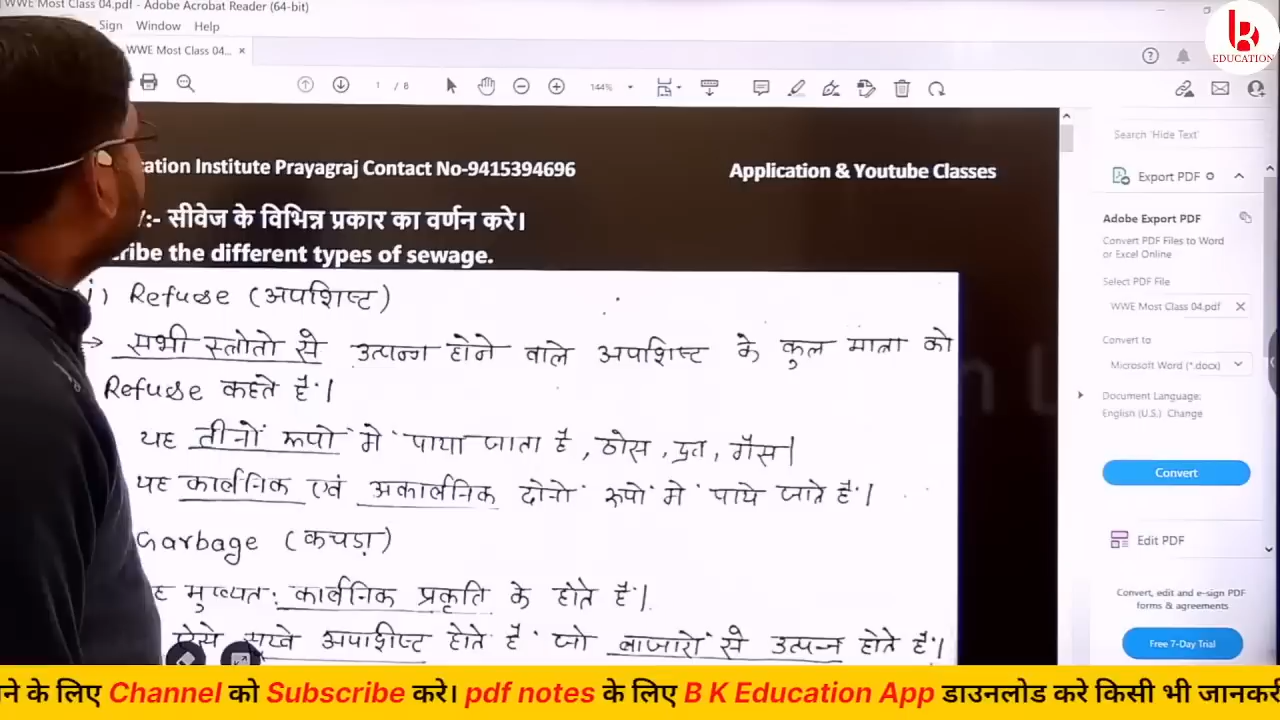 WWE Most Class 04.pdf - Adobe Acrobat Reader (64-bit)
Sign Window Help
WWE Most Class 04... ×
1 / 8
144%
EDUCATION
Search 'Hide Text'
Export PDF
Adobe Export PDF
Convert PDF Files to Word
or Excel Online
Select PDF File
WWE Most Class 04.pdf ×
Convert to
Microsoft Word (*.docx)
Document Language:
English (U.S.) Change
Convert
Edit PDF
Convert, edit and e-sign PDF
forms & agreements
Free 7-Day Trial
cation Institute Prayagraj Contact No-9415394696
Application & Youtube Classes
:- सीवेज के विभिन्न प्रकार का वर्णन करे।
ribe the different types of sewage.
i) Refuse (अपशिष्ट)
→ सभी स्त्रोतो से उत्पन्न होने वाले अपशिष्ट के कुल मात्रा को
Refuse कहते हैं।
यह तीनों रूपों में पाया जाता है, ठोस, द्रव, गैस।
यह कार्बनिक एवं अकार्बनिक दोनों रूपों में पाये जाते हैं।
Garbage (कचड़ा)
ह मुख्यत: कार्बनिक प्रकृति के होते हैं।
ऐसे सूखे अपशिष्ट होते हैं जो बाजारों से उत्पन्न होते हैं।
ने के लिए Channel को Subscribe करे। pdf notes के लिए B K Education App डाउनलोड करे किसी भी जानकरी